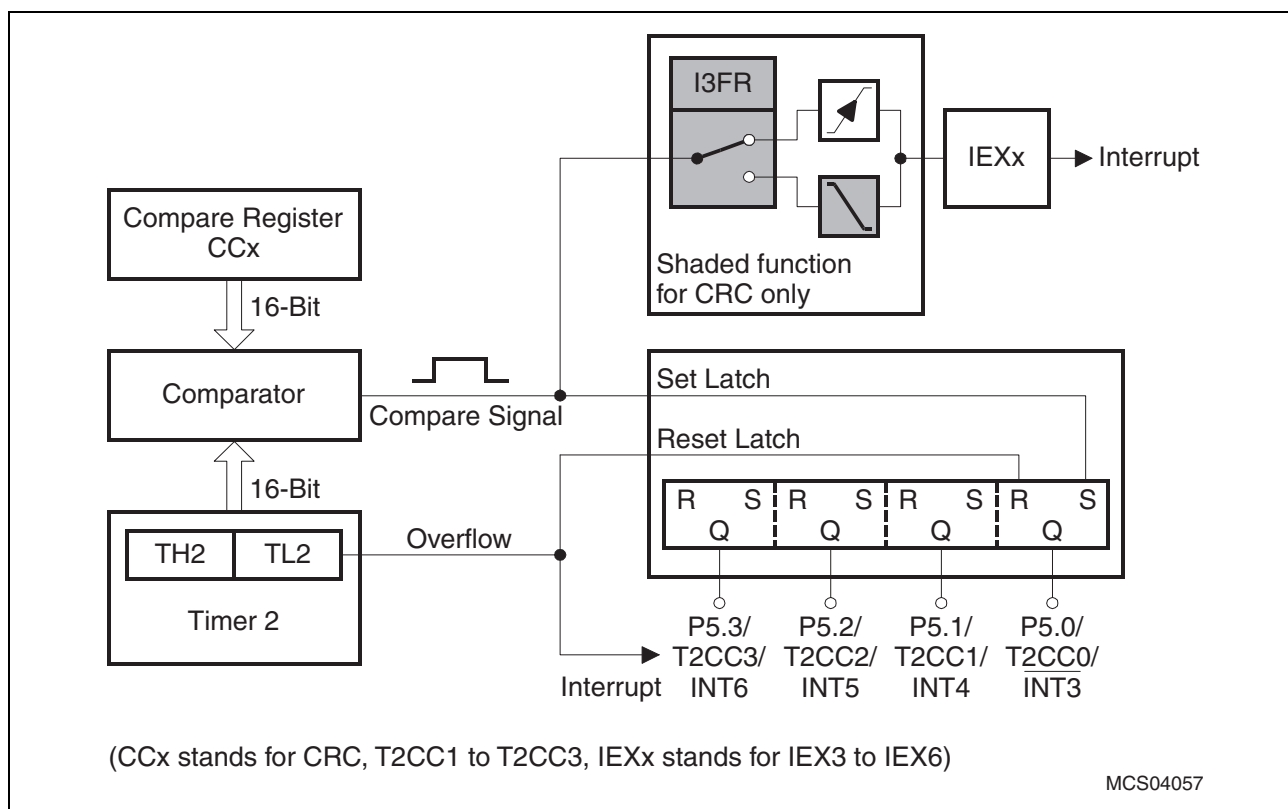 I3FR
IEXx
Interrupt
Shaded function
for CRC only
Compare Register
CCx
16-Bit
Comparator
Compare Signal
16-Bit
TH2
TL2
Timer 2
Overflow
Interrupt
Set Latch
Reset Latch
R S R S R S R S
Q Q Q Q
P5.3/ P5.2/ P5.1/ P5.0/
T2CC3/ T2CC2/ T2CC1/ T2CC0/
INT6 INT5 INT4 INT3
(CCx stands for CRC, T2CC1 to T2CC3, IEXx stands for IEX3 to IEX6)
MCS04057